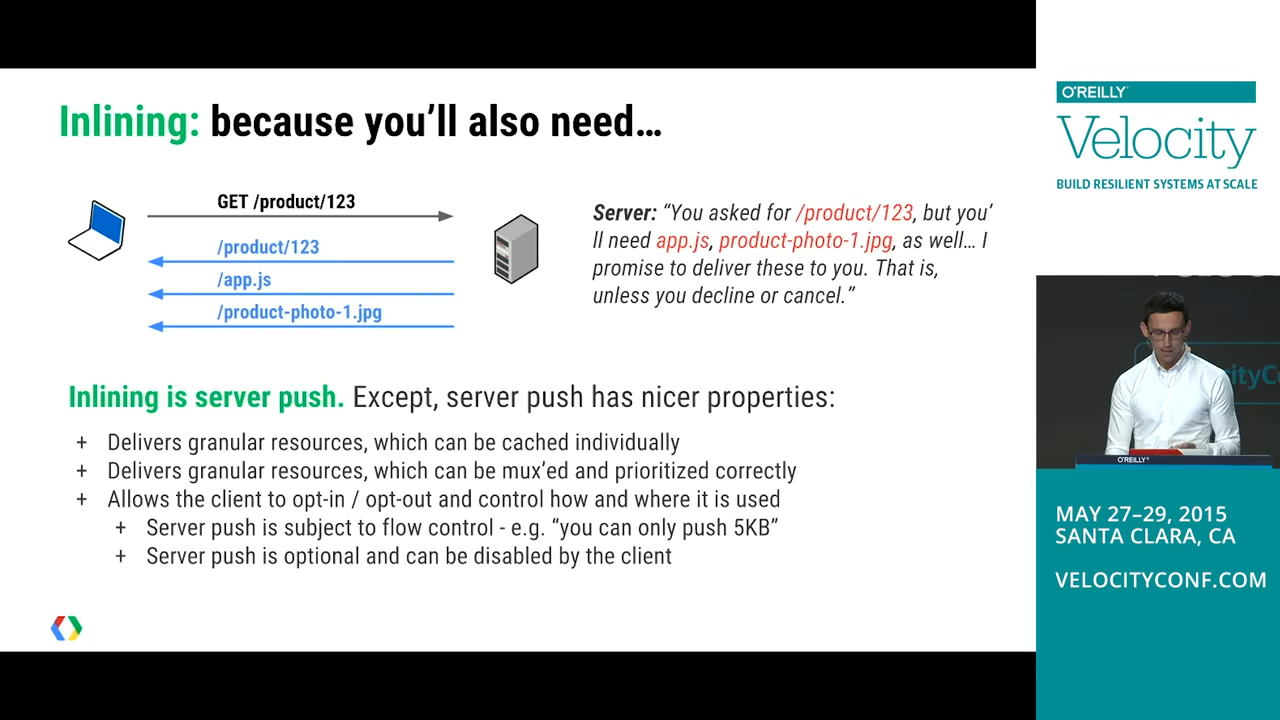 Inlining: because you'll also need…
GET /product/123
/product/123
/app.js
/product-photo-1.jpg
Server: “You asked for /product/123, but you’
ll need app.js, product-photo-1.jpg, as well… I
promise to deliver these to you. That is,
unless you decline or cancel.”
Inlining is server push. Except, server push has nicer properties:
+ Delivers granular resources, which can be cached individually
+ Delivers granular resources, which can be mux’ed and prioritized correctly
+ Allows the client to opt-in / opt-out and control how and where it is used
+ Server push is subject to flow control - e.g. “you can only push 5KB”
+ Server push is optional and can be disabled by the client
O'REILLY®
Velocity
BUILD RESILIENT SYSTEMS AT SCALE
O'REILLY®
MAY 27–29, 2015
SANTA CLARA, CA
VELOCITYCONF.COM